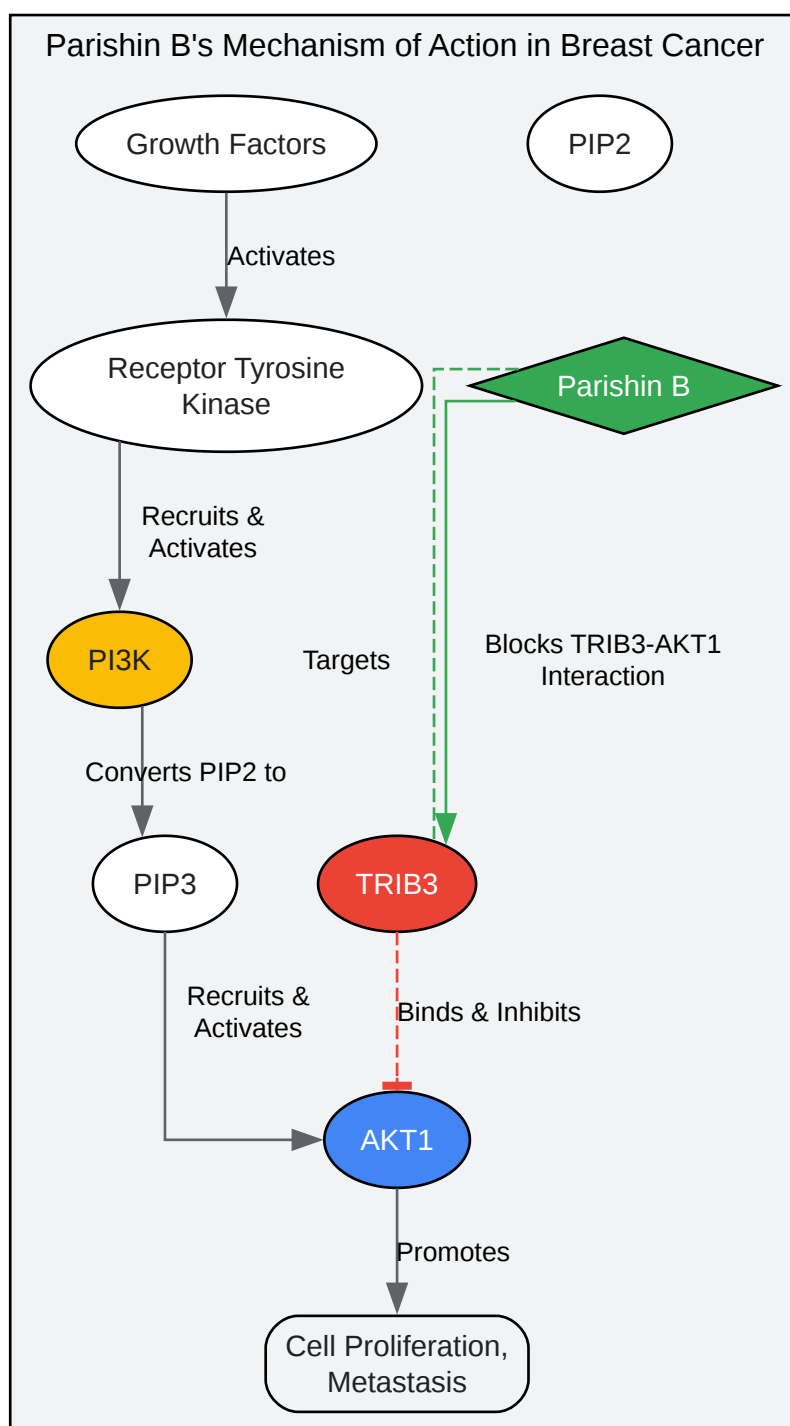 Parishin B's Mechanism of Action in Breast Cancer
Growth Factors
PIP2
Activates
Receptor Tyrosine
Kinase
Parishin B
Recruits &
Activates
PI3K
Targets
Blocks TRIB3-AKT1
Interaction
Converts PIP2 to
PIP3
TRIB3
Recruits &
Activates
Binds & Inhibits
AKT1
Promotes
Cell Proliferation,
Metastasis